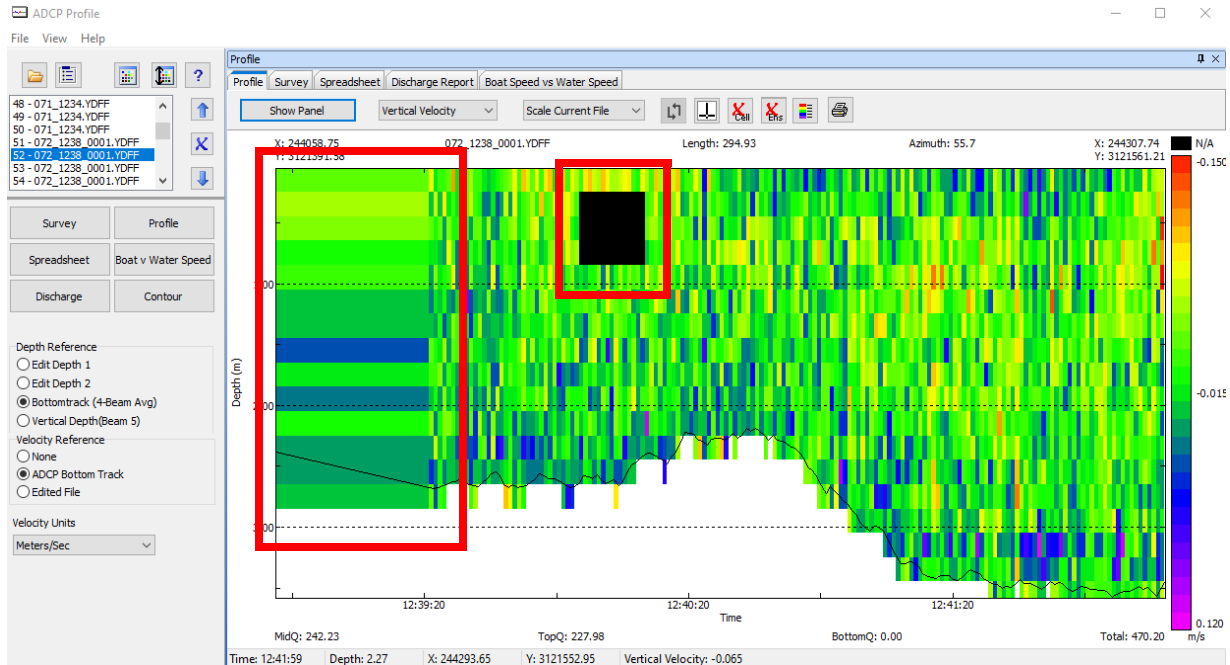 ADCP Profile
File View Help
48 - 071_1234.YDFF
49 - 071_1234.YDFF
50 - 071_1234.YDFF
51 - 072_1238_0001.YDFF
52 - 072_1238_0001.YDFF
53 - 072_1238_0001.YDFF
54 - 072_1238_0001.YDFF
Survey Profile
Spreadsheet Boat v Water Speed
Discharge Contour
Depth Reference
Edit Depth 1
Edit Depth 2
Bottomtrack (4-Beam Avg)
Vertical Depth(Beam 5)
Velocity Reference
None
ADCP Bottom Track
Edited File
Velocity Units
Meters/Sec
Profile
Profile Survey Spreadsheet Discharge Report Boat Speed vs Water Speed
Show Panel Vertical Velocity Scale Current File Cell Ens
X: 244058.75 072_1238_0001.YDFF Length: 294.93 Azimuth: 55.7 X: 244307.74
Y: 3121391.58 Y: 3121561.21
N/A
-0.150
-0.015
0.120
m/s
Depth (m)
12:39:20 12:40:20 12:41:20
Time
MidQ: 242.23 TopQ: 227.98 BottomQ: 0.00 Total: 470.20
Time: 12:41:59 Depth: 2.27 X: 244293.65 Y: 3121552.95 Vertical Velocity: -0.065